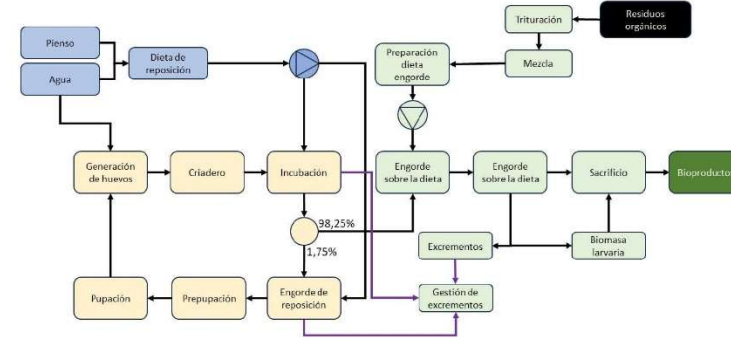 Pienso
Agua
Dieta de
reposición
Preparación
dieta
engorde
Trituración
Mezcla
Residuos
orgánicos
Generación
de huevos
Criadero
Incubación
Engorde
sobre la dieta
Engorde
sobre la dieta
Sacrificio
Bioproducto
98,25%
1,75%
Excrementos
Biomasa
larvaria
Pupación
Prepupación
Engorde de
reposición
Gestión de
excrementos